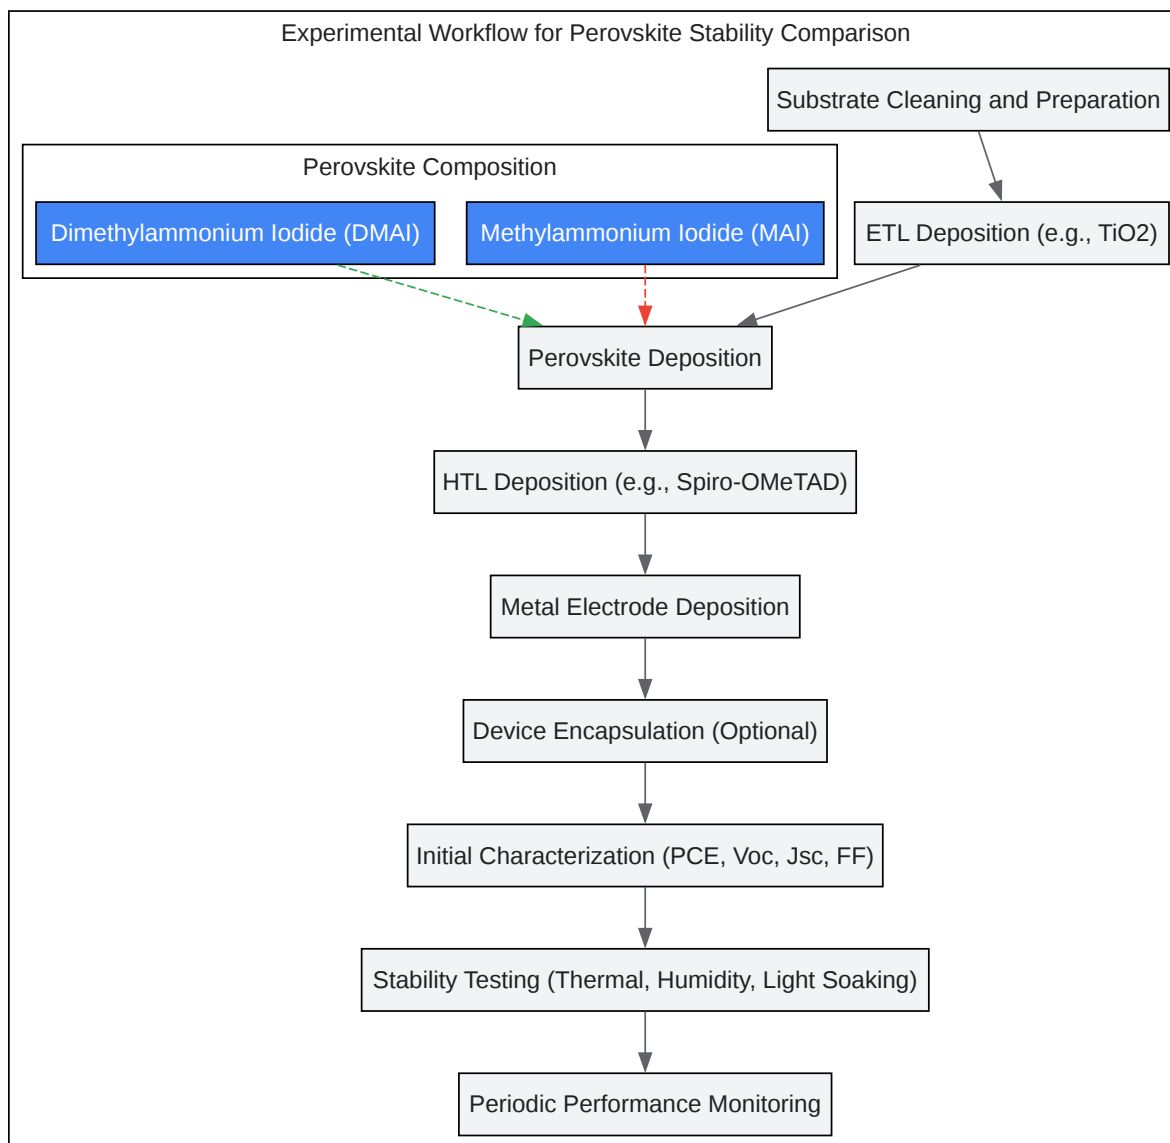 Experimental Workflow for Perovskite Stability Comparison
Substrate Cleaning and Preparation
Perovskite Composition
Dimethylammonium Iodide (DMAI)
Methylammonium Iodide (MAI)
ETL Deposition (e.g., TiO2)
Perovskite Deposition
HTL Deposition (e.g., Spiro-OMeTAD)
Metal Electrode Deposition
Device Encapsulation (Optional)
Initial Characterization (PCE, Voc, Jsc, FF)
Stability Testing (Thermal, Humidity, Light Soaking)
Periodic Performance Monitoring